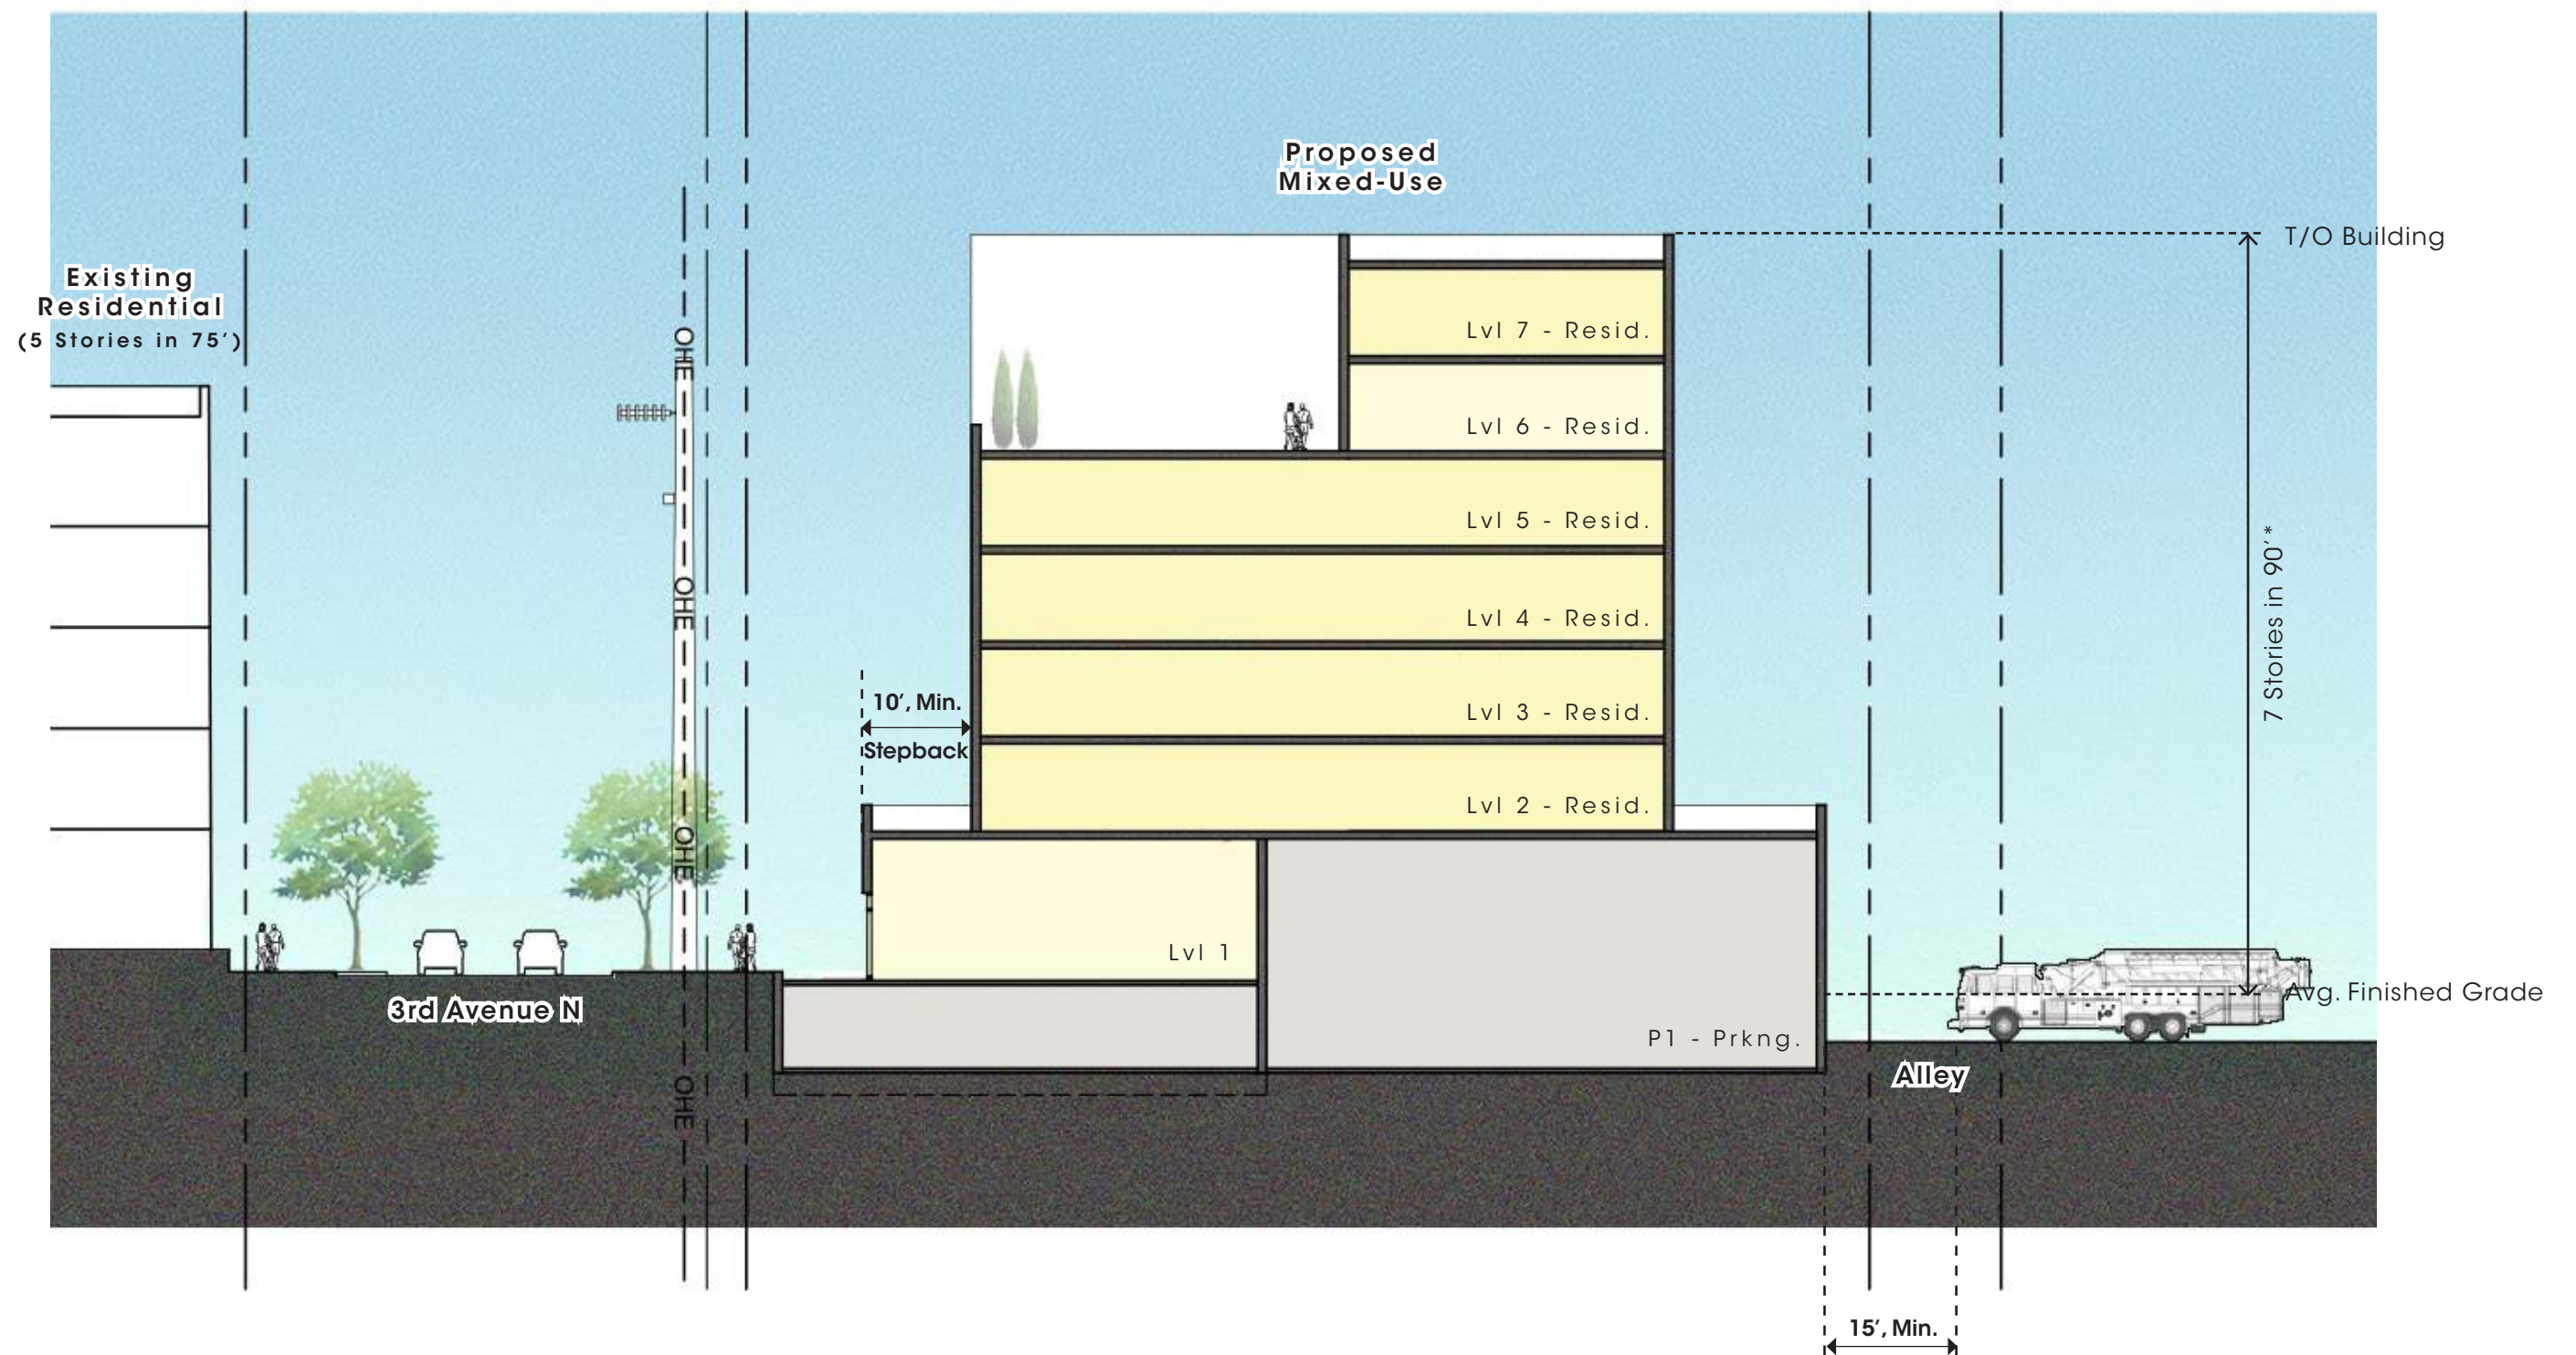 Proposed
Mixed-Use
T/O Building
Existing
Residential
(5 Stories in 75')
OHE
Lvl 7 - Resid.
Lvl 6 - Resid.
Lvl 5 - Resid.
7 Stories in 90'*
OHE
Lvl 4 - Resid.
10', Min.
Stepback
Lvl 3 - Resid.
Lvl 2 - Resid.
OHE
Lvl 1
Avg. Finished Grade
3rd Avenue N
P1 - Prkng.
Alley
OHE
15', Min.